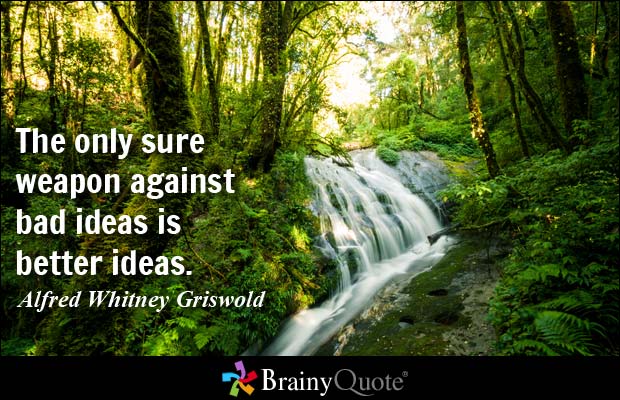 The only sure
weapon against
bad ideas is
better ideas.
Alfred Whitney Griswold
BrainyQuote®